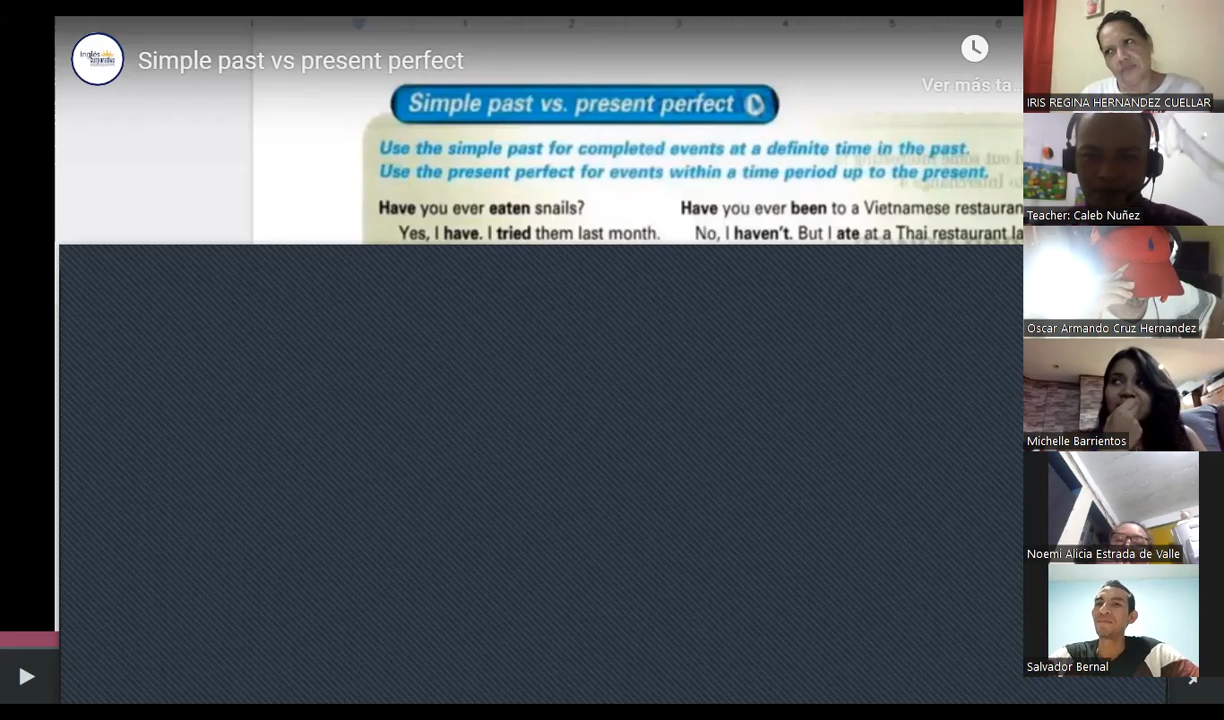 Inglés
Simple past vs present perfect
Ver más ta...
Simple past vs. present perfect
Use the simple past for completed events at a definite time in the past.
Use the present perfect for events within a time period up to the present.
Have you ever eaten snails?
Yes, I have. I tried them last month.
Have you ever been to a Vietnamese restauran
No, I haven't. But I ate at a Thai restaurant la
IRIS REGINA HERNANDEZ CUELLAR
Teacher: Caleb Nuñez
Oscar Armando Cruz Hernandez
Michelle Barrientos
Noemi Alicia Estrada de Valle
Salvador Bernal